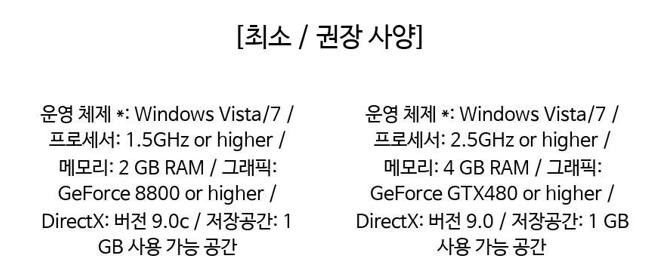 [최소 / 권장 사양]
운영 체제 *: Windows Vista/7 /
프로세서: 1.5GHz or higher /
메모리: 2 GB RAM / 그래픽:
GeForce 8800 or higher /
DirectX: 버전 9.0c / 저장공간: 1
GB 사용 가능 공간
운영 체제 *: Windows Vista/7 /
프로세서: 2.5GHz or higher /
메모리: 4 GB RAM / 그래픽:
GeForce GTX480 or higher /
DirectX: 버전 9.0 / 저장공간: 1 GB
사용 가능 공간